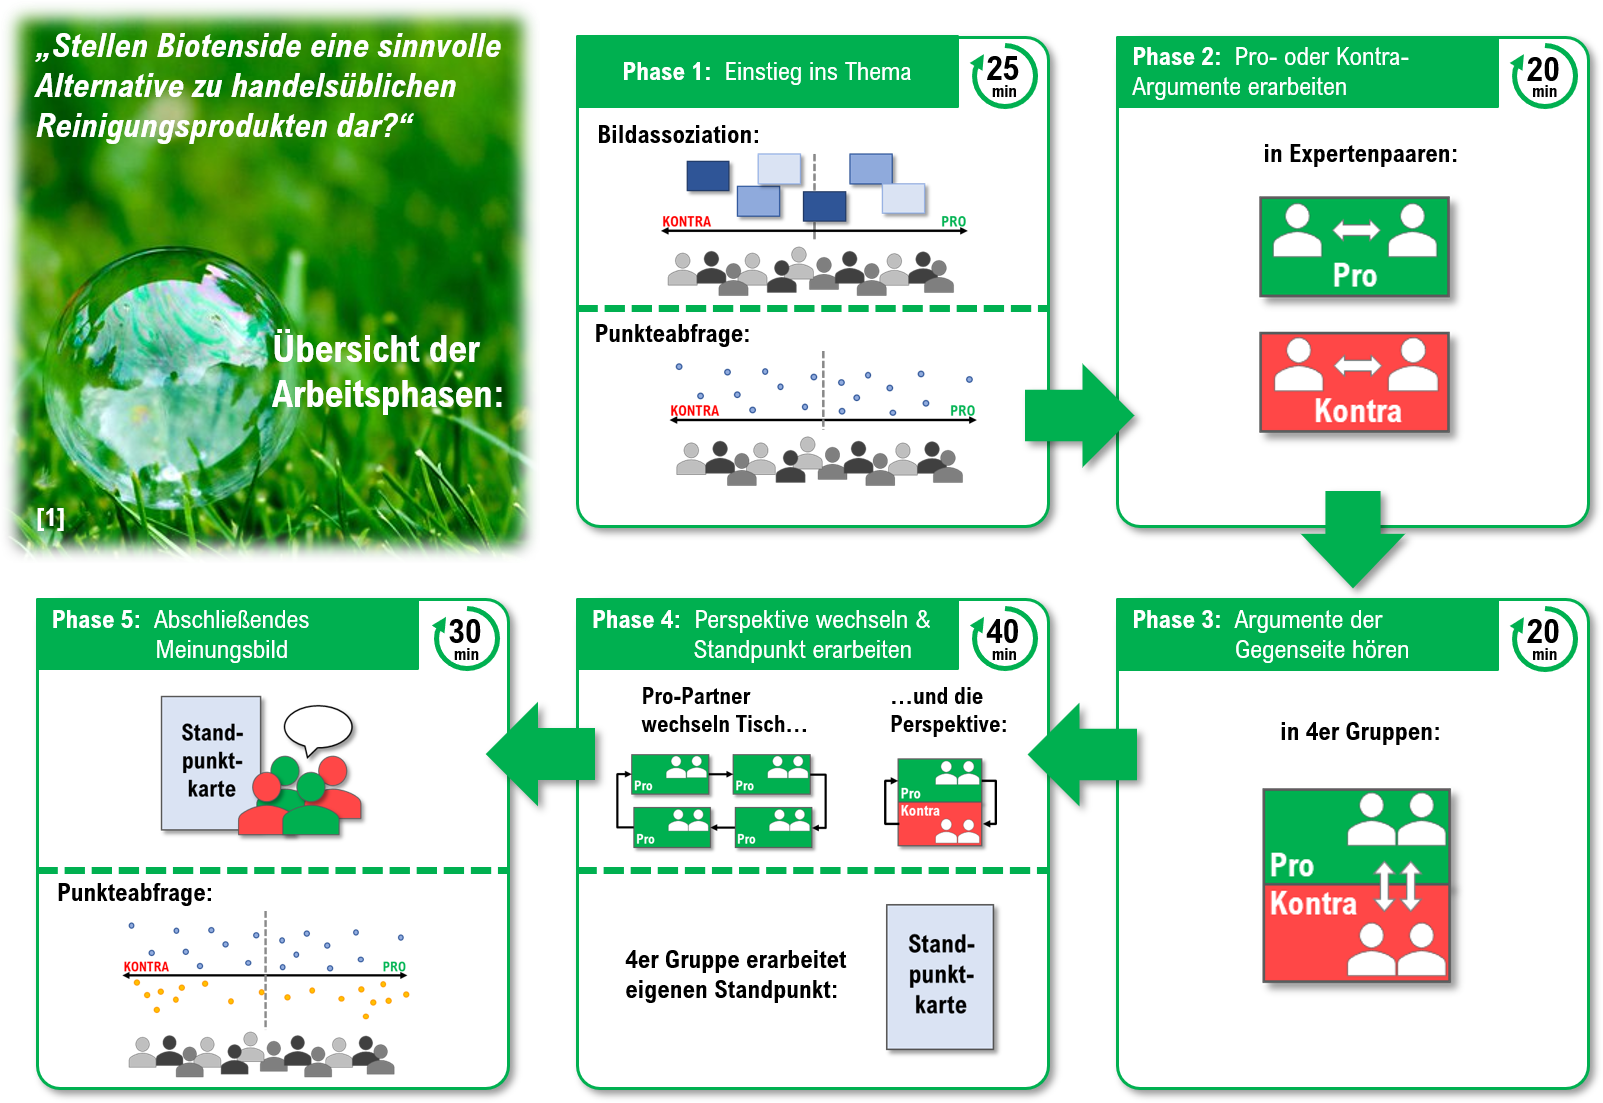 „Stellen Biotenside eine sinnvolle
Alternative zu handelsüblichen
Reinigungsprodukten dar?“
Übersicht der
Arbeitsphasen:
[1]
Phase 1: Einstieg ins Thema
25
min
Bildassoziation:
KONTRA
PRO
Punkteabfrage:
KONTRA
PRO
Phase 2: Pro- oder Kontra-
Argumente erarbeiten
20
min
in Expertenpaaren:
Pro
Kontra
Phase 3: Argumente der
Gegenseite hören
20
min
in 4er Gruppen:
Pro
Kontra
Phase 4: Perspektive wechseln &
Standpunkt erarbeiten
40
min
Pro-Partner
wechseln Tisch...
...und die
Perspektive:
Pro
Pro
Pro
Pro
Pro
Kontra
4er Gruppe erarbeitet
eigenen Standpunkt:
Stand-
punkt-
karte
Phase 5: Abschließendes
Meinungsbild
30
min
Stand-
punkt-
karte
Punkteabfrage:
KONTRA
PRO